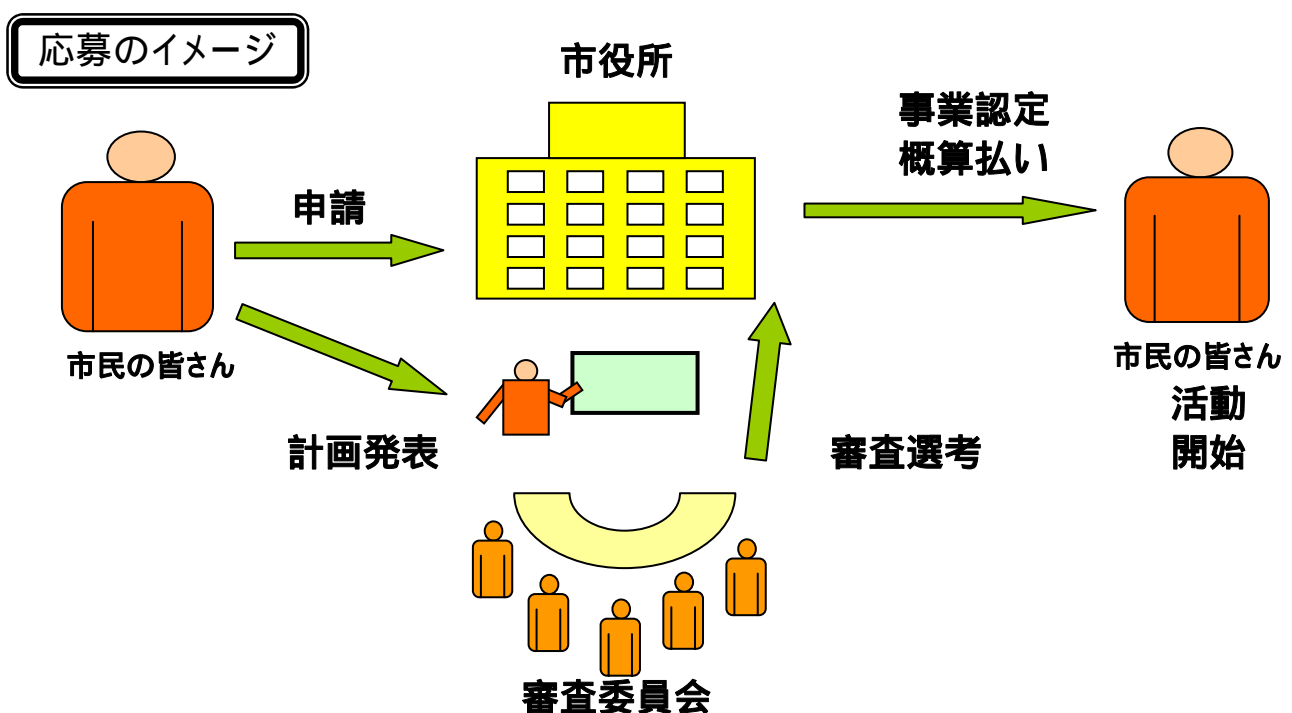 応募のイメージ
市役所
事業認定
概算払い
申請
市民の皆さん
市民の皆さん
活動
開始
計画発表
審査選考
審査委員会